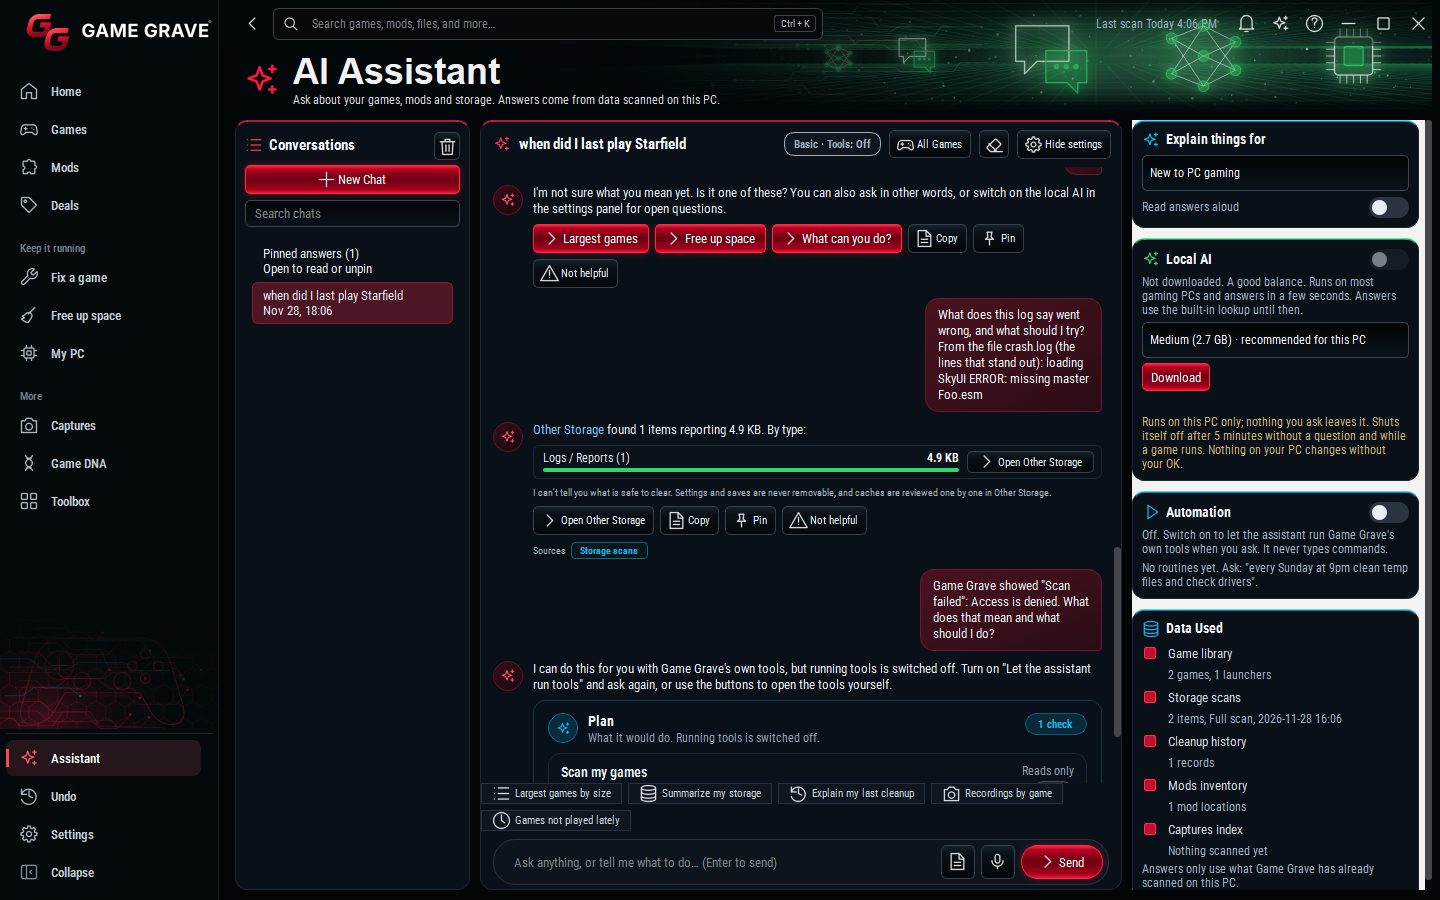 GAME GRAVE
Search games, mods, files, and more...
Ctrl + K
Last scan Today 4:06 PM
AI Assistant
Ask about your games, mods and storage. Answers come from data scanned on this PC.
Home
Games
Mods
Deals
Keep it running
Fix a game
Free up space
My PC
More
Captures
Game DNA
Toolbox
Assistant
Undo
Settings
Collapse
Conversations
New Chat
Search chats
Pinned answers (1)
Open to read or unpin
when did I last play Starfield
Nov 28, 18:06
when did I last play Starfield
Basic · Tools: Off
All Games
Hide settings
I'm not sure what you mean yet. Is it one of these? You can also ask in other words, or switch on the local AI in
the settings panel for open questions.
Largest games
Free up space
What can you do?
Copy
Pin
Not helpful
What does this log say went
wrong, and what should I try?
From the file crash.log (the
lines that stand out): loading
SkyUI ERROR: missing master
Foo.esm
Other Storage found 1 items reporting 4.9 KB. By type:
Logs / Reports (1)
4.9 KB
Open Other Storage
I can't tell you what is safe to clear. Settings and saves are never removable, and caches are reviewed one by one in Other Storage.
Open Other Storage
Copy
Pin
Not helpful
Sources
Storage scans
Game Grave showed "Scan
failed": Access is denied. What
does that mean and what
should I do?
I can do this for you with Game Grave's own tools, but running tools is switched off. Turn on "Let the assistant
run tools" and ask again, or use the buttons to open the tools yourself.
Plan
What it would do. Running tools is switched off.
1 check
Scan my games
Reads only
Largest games by size
Summarize my storage
Explain my last cleanup
Recordings by game
Games not played lately
Ask anything, or tell me what to do... (Enter to send)
Send
Explain things for
New to PC gaming
Read answers aloud
Local AI
Not downloaded. A good balance. Runs on most
gaming PCs and answers in a few seconds. Answers
use the built-in lookup until then.
Medium (2.7 GB) · recommended for this PC
Download
Runs on this PC only; nothing you ask leaves it. Shuts
itself off after 5 minutes without a question and while
a game runs. Nothing on your PC changes without
your OK.
Automation
Off. Switch on to let the assistant run Game Grave's
own tools when you ask. It never types commands.
No routines yet. Ask: "every Sunday at 9pm clean temp
files and check drivers".
Data Used
Game library
2 games, 1 launchers
Storage scans
2 items, Full scan, 2026-11-28 16:06
Cleanup history
1 records
Mods inventory
1 mod locations
Captures index
Nothing scanned yet
Answers only use what Game Grave has already
scanned on this PC.